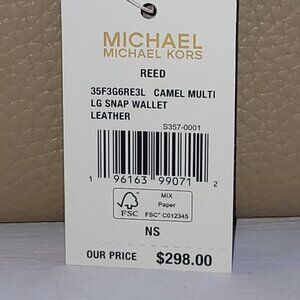 MICHAEL
MICHAEL KORS
REED
35F3G6RE3L CAMEL MULTI
LG SNAP WALLET
LEATHER
S357-0001
1 96163 99071 2
FSC
MIX
Paper
FSC™ C012345
NS
OUR PRICE $298.00